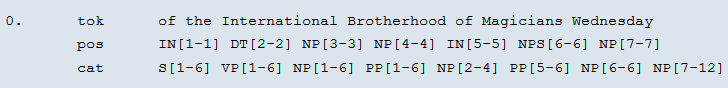 0. tok of the International Brotherhood of Magicians Wednesday
pos IN[1-1] DT[2-2] NP[3-3] NP[4-4] IN[5-5] NPS[6-6] NP[7-7]
cat S[1-6] VP[1-6] NP[1-6] PP[1-6] NP[2-4] PP[5-6] NP[6-6] NP[7-12]